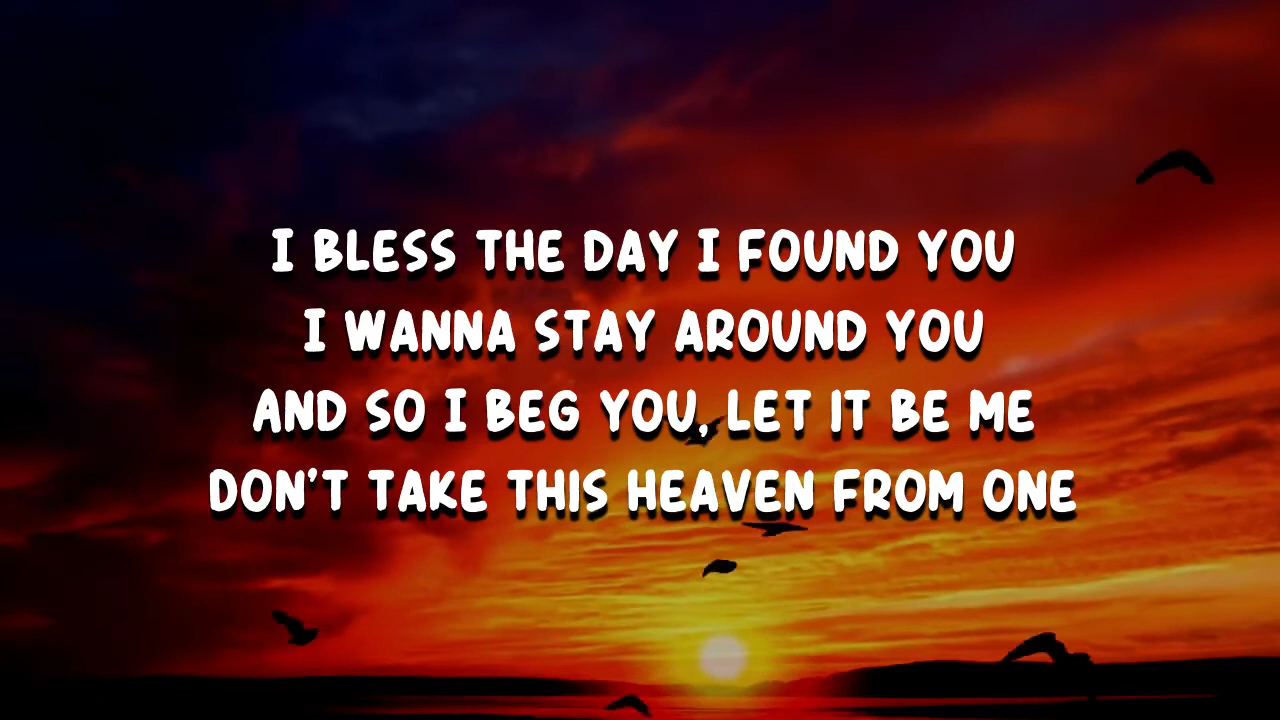 I BLESS THE DAY I FOUND YOU
I WANNA STAY AROUND YOU
AND SO I BEG YOU, LET IT BE ME
DON'T TAKE THIS HEAVEN FROM ONE